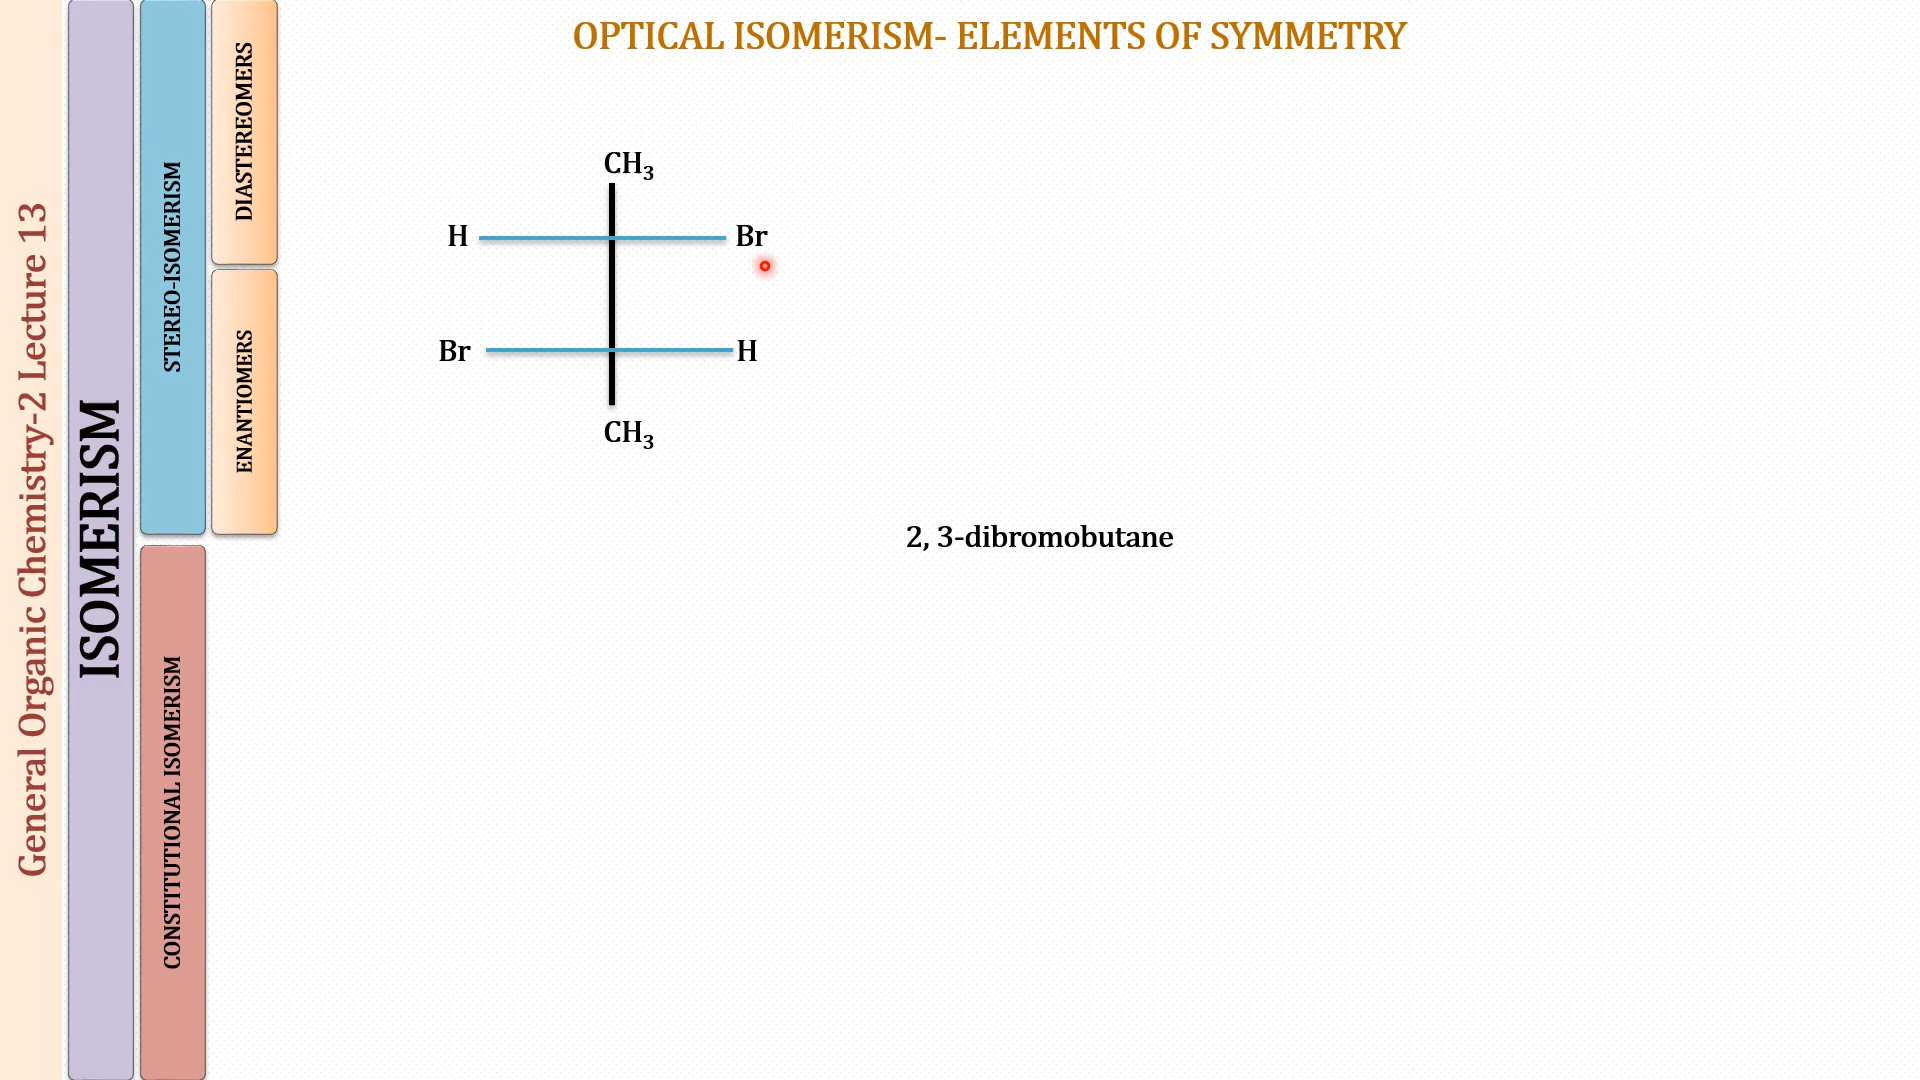 General Organic Chemistry-2 Lecture 13
ISOMERISM
STEREO-ISOMERISM
CONSTITUTIONAL ISOMERISM
DIASTEREOMERS
ENANTIOMERS
OPTICAL ISOMERISM- ELEMENTS OF SYMMETRY
CH₃
H Br
Br H
CH₃
2, 3-dibromobutane